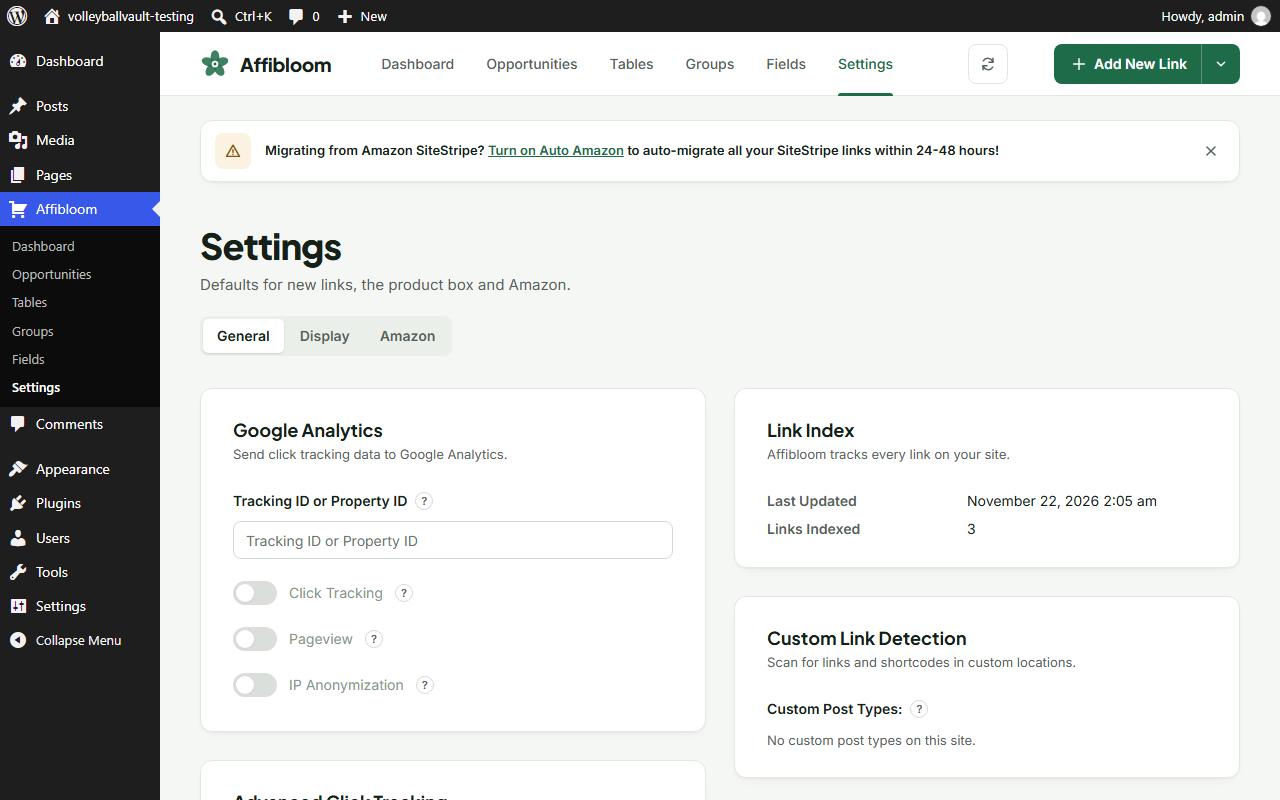 volleyballvault-testing
Ctrl+K
0
New
Howdy, admin
Dashboard
Posts
Media
Pages
Affibloom
Dashboard
Opportunities
Tables
Groups
Fields
Settings
Comments
Appearance
Plugins
Users
Tools
Settings
Collapse Menu
Affibloom
Dashboard
Opportunities
Tables
Groups
Fields
Settings
Add New Link
Migrating from Amazon SiteStripe? Turn on Auto Amazon to auto-migrate all your SiteStripe links within 24-48 hours!
Settings
Defaults for new links, the product box and Amazon.
General
Display
Amazon
Google Analytics
Send click tracking data to Google Analytics.
Tracking ID or Property ID ?
Tracking ID or Property ID
Click Tracking ?
Pageview ?
IP Anonymization ?
Advanced Click Tracking
Link Index
Affibloom tracks every link on your site.
Last Updated November 22, 2026 2:05 am
Links Indexed 3
Custom Link Detection
Scan for links and shortcodes in custom locations.
Custom Post Types: ?
No custom post types on this site.